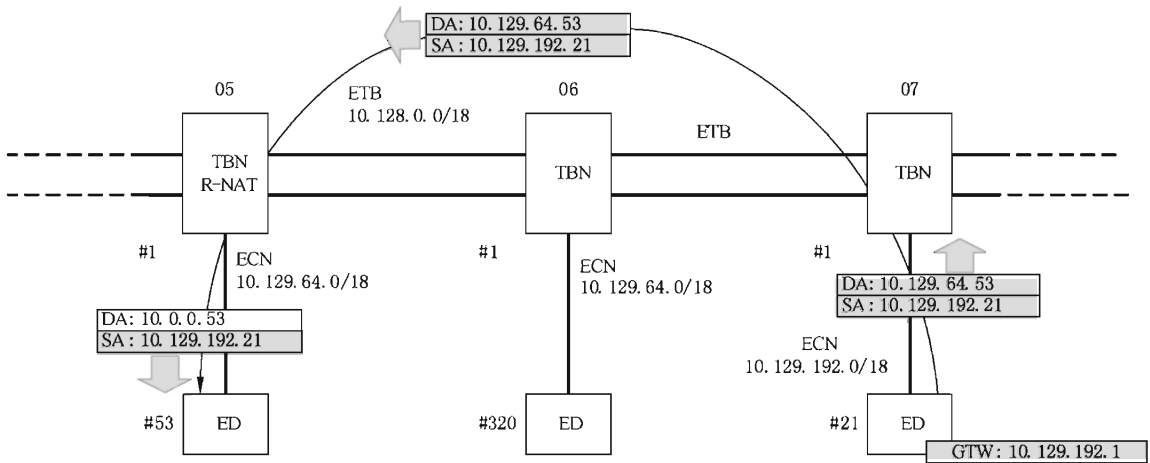 DA: 10. 129. 64. 53
SA: 10. 129. 192. 21
05
06
07
ETB
10. 128. 0. 0/18
ETB
TBN
R-NAT
TBN
TBN
#1
#1
#1
ECN
10. 129. 64. 0/18
ECN
10. 129. 64. 0/18
DA: 10. 129. 64. 53
SA: 10. 129. 192. 21
DA: 10. 0. 0. 53
SA: 10. 129. 192. 21
ECN
10. 129. 192. 0/18
#53
ED
#320
ED
#21
ED
GTW: 10. 129. 192. 1